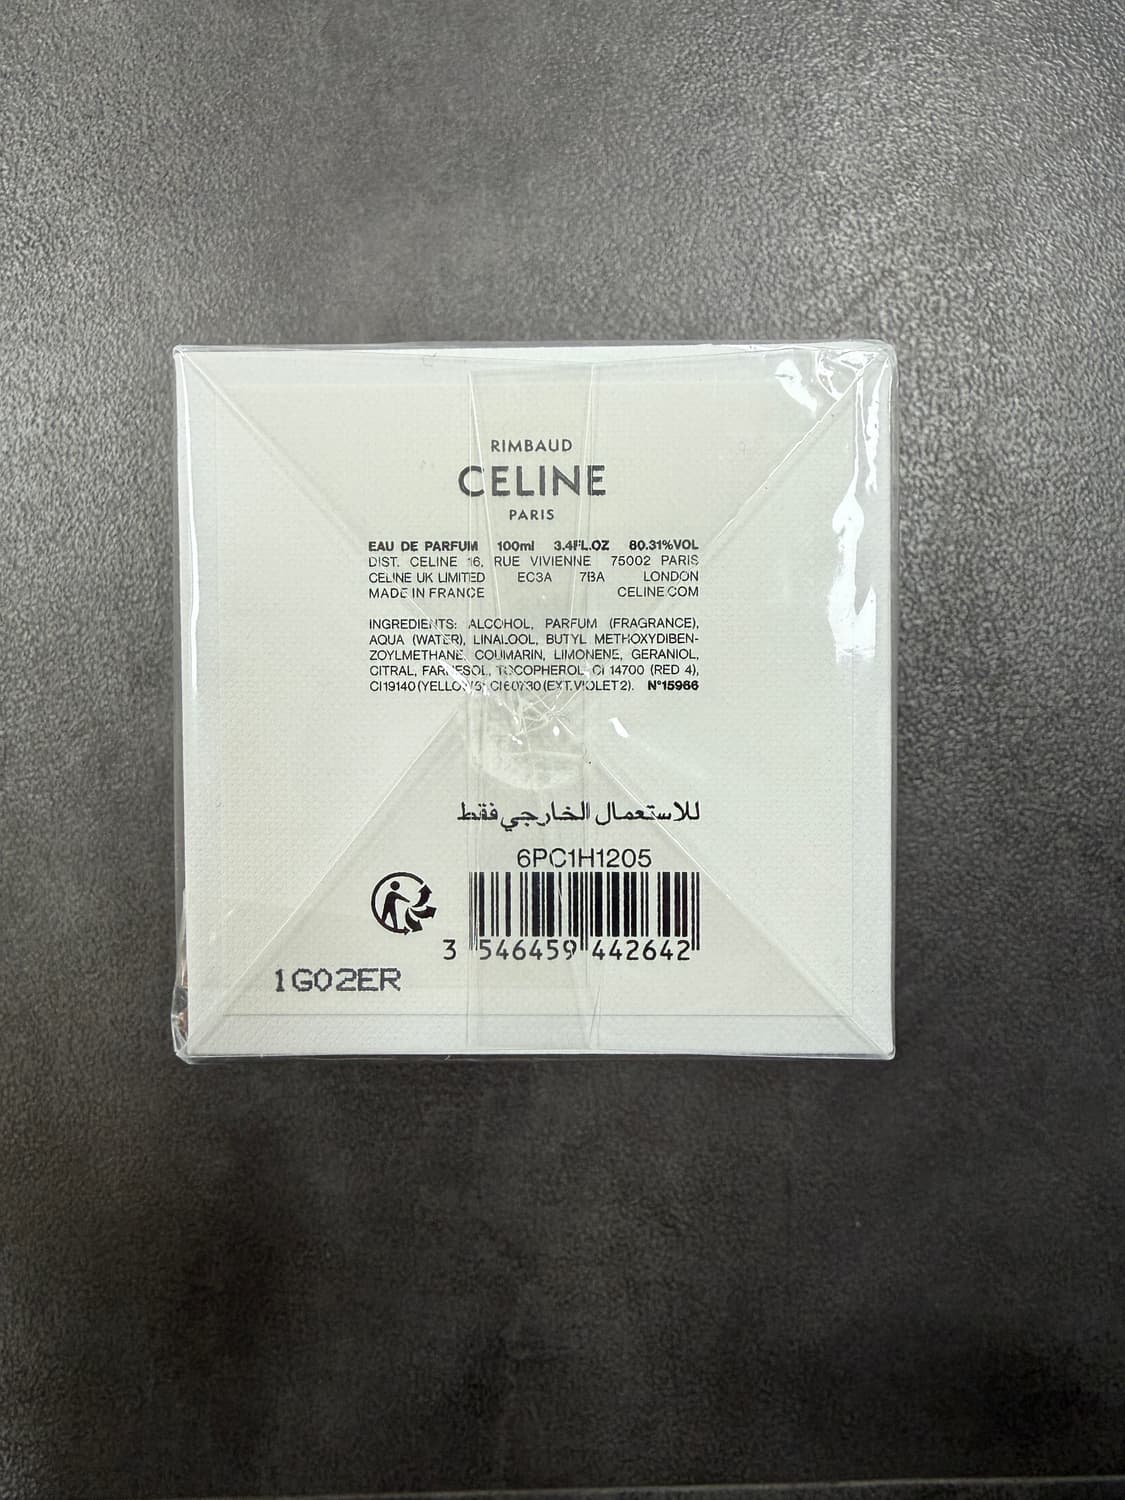 RIMBAUD
CELINE
PARIS
EAU DE PARFUM 100ml 3.4FL.OZ 80.31%VOL
DIST. CELINE 16, RUE VIVIENNE 75002 PARIS
CELINE UK LIMITED EC3A 7BA LONDON
MADE IN FRANCE CELINE.COM
INGREDIENTS: ALCOHOL, PARFUM (FRAGRANCE),
AQUA (WATER), LINALOOL, BUTYL METHOXYDIBEN-
ZOYLMETHANE, COUMARIN, LIMONENE, GERANIOL,
CITRAL, FARNESOL, TOCOPHEROL, CI 14700 (RED 4),
CI 19140 (YELLOW 5), CI 60730 (EXT. VIOLET 2). N°15966
للاستعمال الخارجي فقط
6PC1H1205
3 546459 442642
1G02ER